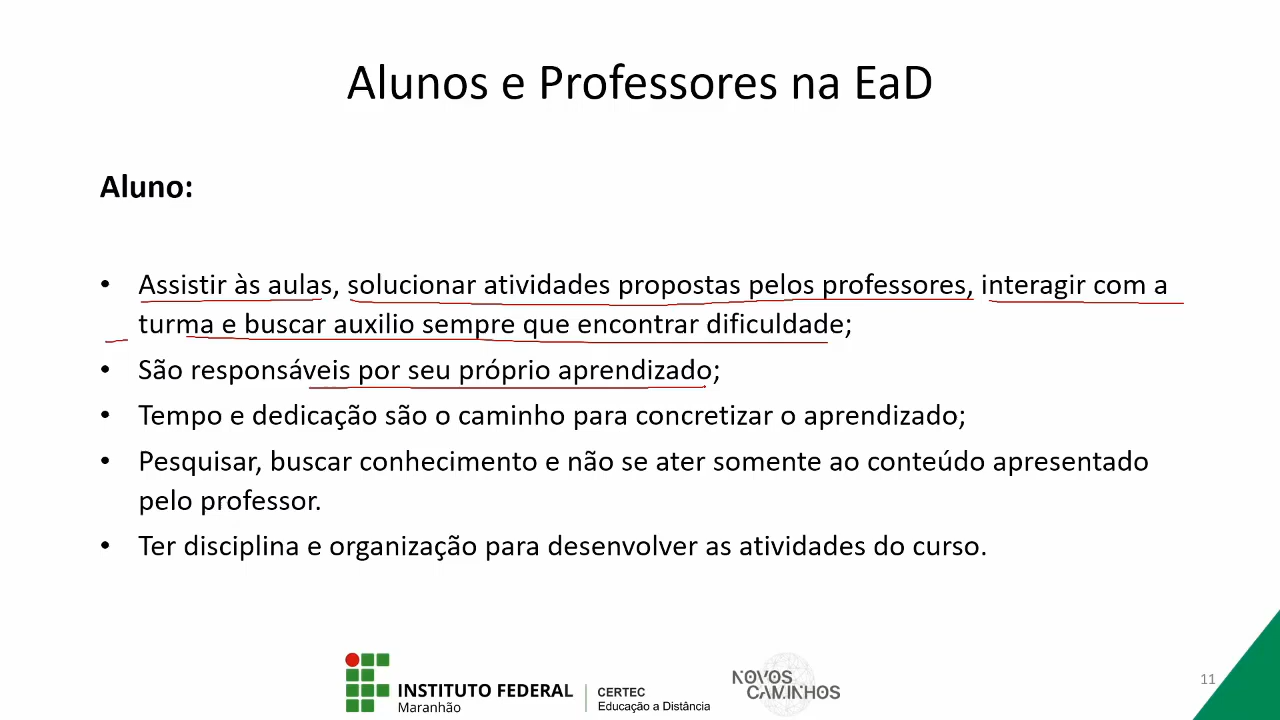 Alunos e Professores na EaD
Aluno:
• Assistir às aulas, solucionar atividades propostas pelos professores, interagir com a
turma e buscar auxilio sempre que encontrar dificuldade;
• São responsáveis por seu próprio aprendizado;
• Tempo e dedicação são o caminho para concretizar o aprendizado;
• Pesquisar, buscar conhecimento e não se ater somente ao conteúdo apresentado
pelo professor.
• Ter disciplina e organização para desenvolver as atividades do curso.
INSTITUTO FEDERAL
Maranhão
CERTEC
Educação a Distância
NOVOS
CAMINHOS
11